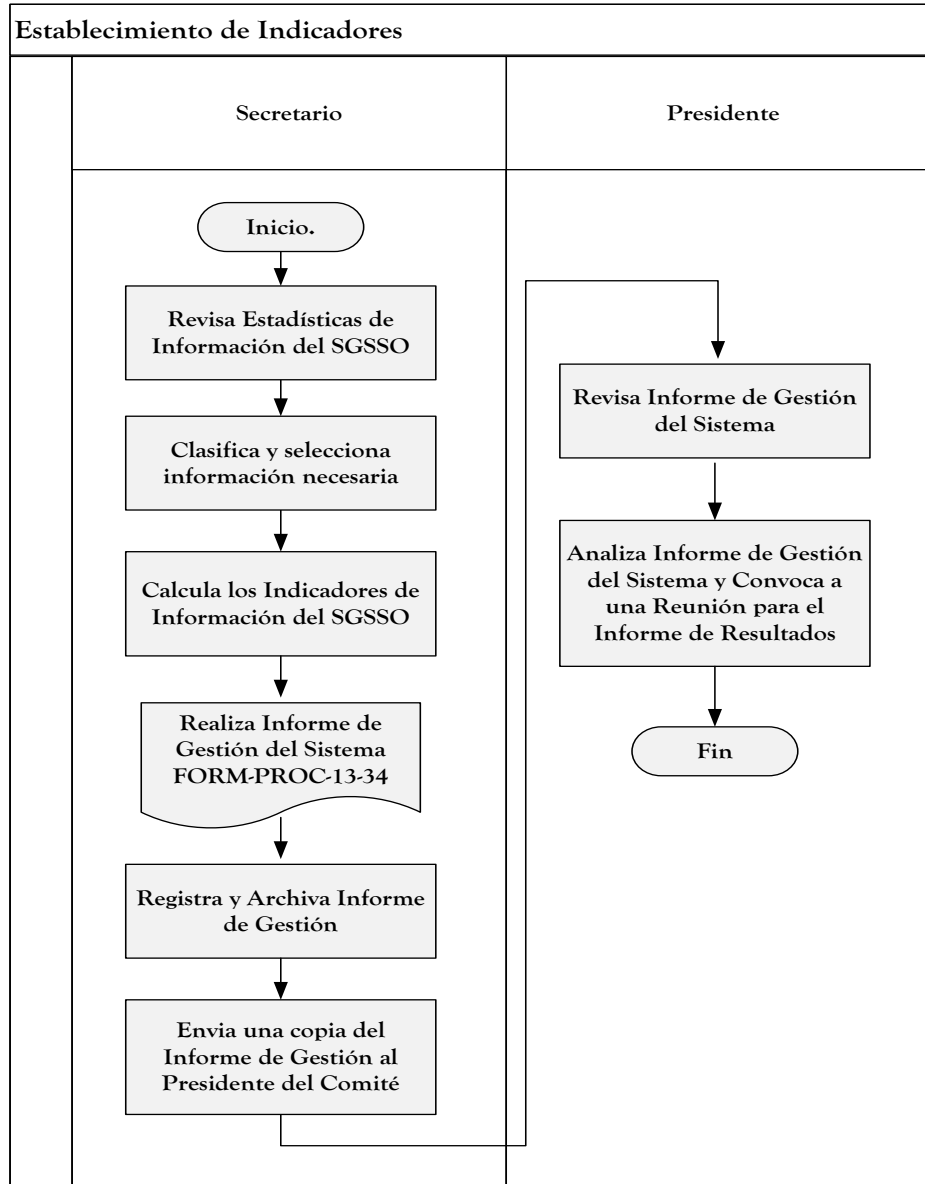 Establecimiento de Indicadores
Secretario
Presidente
Inicio.
Revisa Estadísticas de
Información del SGSSO
Clasifica y selecciona
información necesaria
Calcula los Indicadores de
Información del SGSSO
Realiza Informe de
Gestión del Sistema
FORM-PROC-13-34
Registra y Archiva Informe
de Gestión
Envia una copia del
Informe de Gestión al
Presidente del Comité
Revisa Informe de Gestión
del Sistema
Analiza Informe de Gestión
del Sistema y Convoca a
una Reunión para el
Informe de Resultados
Fin